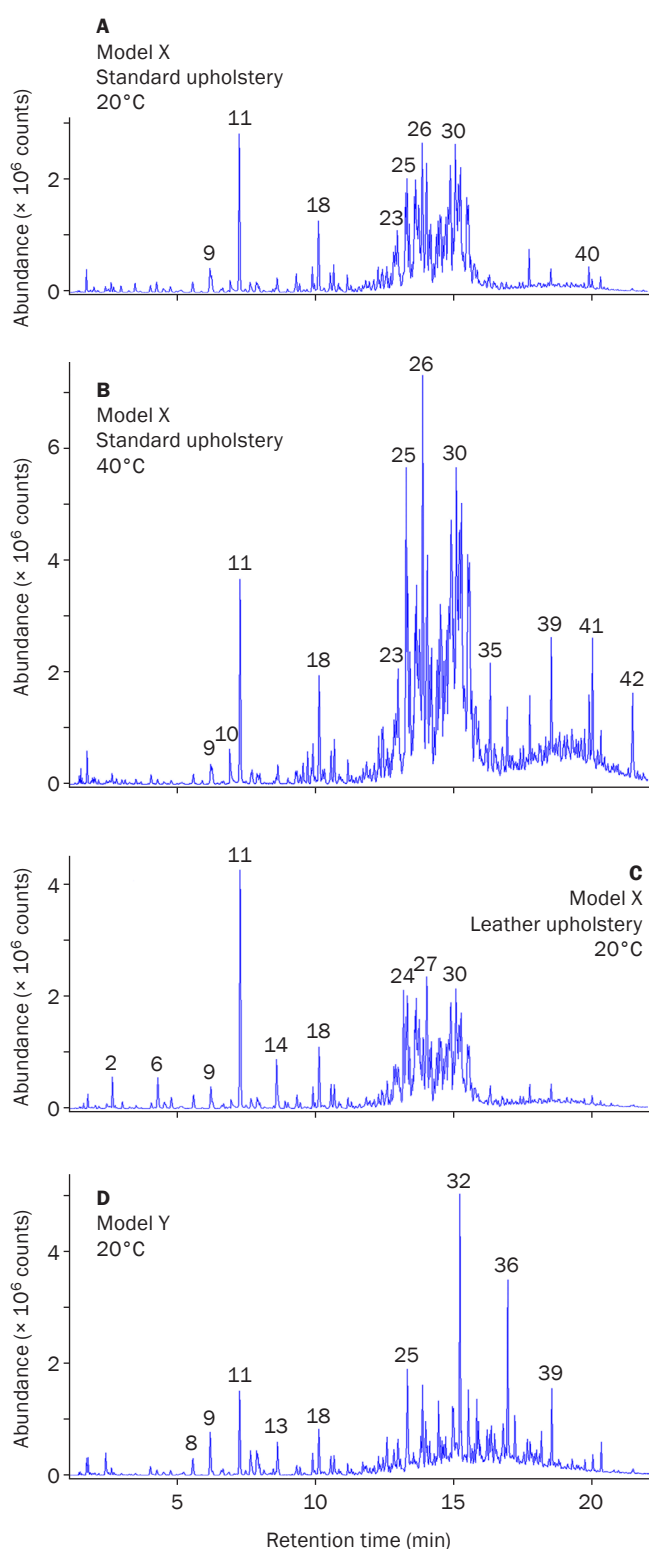 A
Model X
Standard upholstery
20°C
Abundance (× 10⁶ counts)
2
0
9
11
18
23
25
26
30
40
B
Model X
Standard upholstery
40°C
Abundance (× 10⁶ counts)
6
4
2
0
9
10
11
18
23
25
26
30
35
39
41
42
C
Model X
Leather upholstery
20°C
Abundance (× 10⁶ counts)
4
2
0
2
6
9
11
14
18
24
27
30
D
Model Y
20°C
Abundance (× 10⁶ counts)
4
2
0
8
9
11
13
18
25
32
36
39
5 10 15 20
Retention time (min)